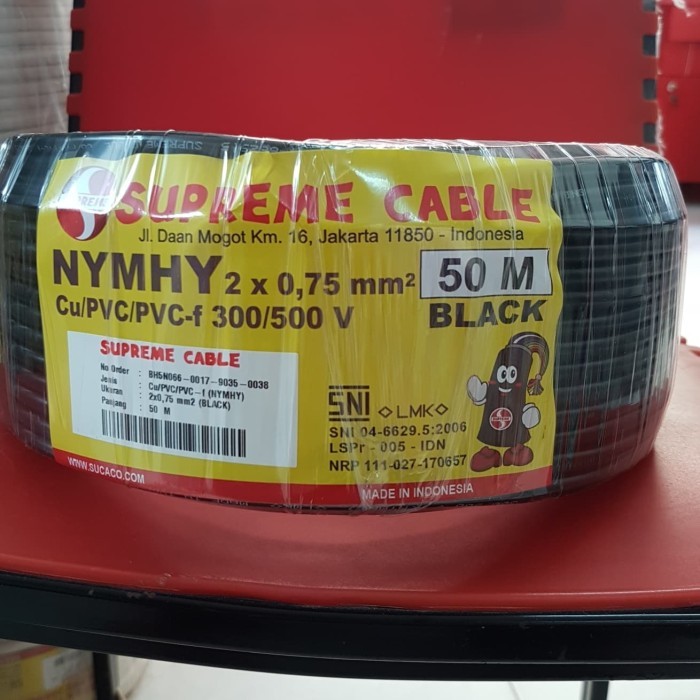 SUPREME
SUPREME CABLE
Jl. Daan Mogot Km. 16, Jakarta 11850 - Indonesia
NYMHY 2 x 0,75 mm² 50 M
Cu/PVC/PVC-f 300/500 V BLACK
SUPREME CABLE
No Order : BH5N066-0017-9035-0038
Jenis : Cu/PVC/PVC-f (NYMHY)
Ukuran : 2x0,75 mm2 (BLACK)
Panjang : 50 M
SNI LMK
SNI 04-6629.5:2006
LSPr - 005 - IDN
NRP 111-027-170657
WWW.SUCACO.COM
MADE IN INDONESIA